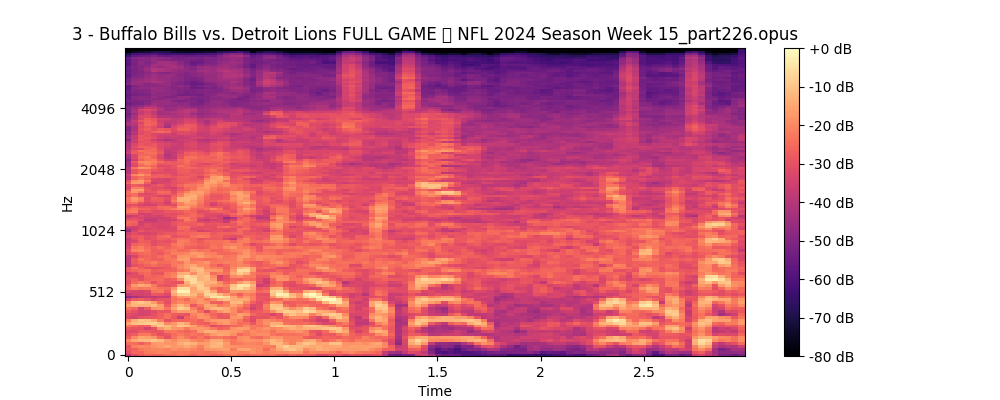 3 - Buffalo Bills vs. Detroit Lions FULL GAME ▯ NFL 2024 Season Week 15_part226.opus
+0 dB
4096
-10 dB
-20 dB
2048
-30 dB
Hz
1024
-40 dB
-50 dB
512
-60 dB
-70 dB
0
-80 dB
0 0.5 1 1.5 2 2.5
Time